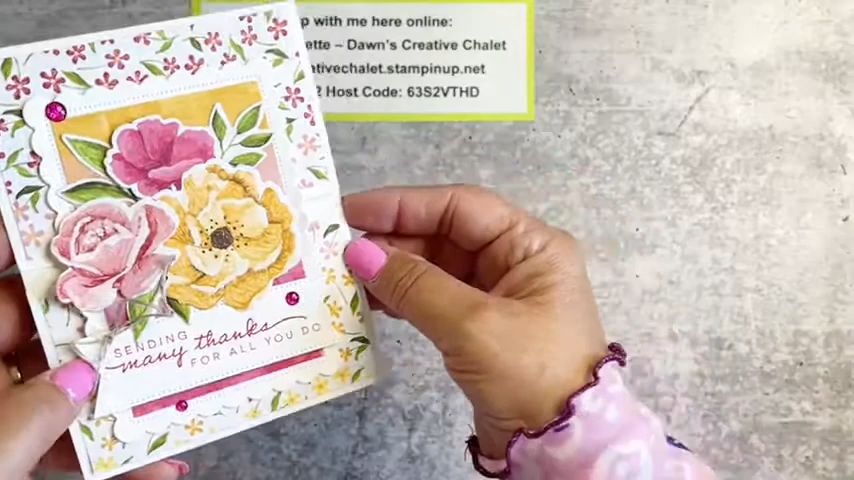 p with me here online:
ette – Dawn's Creative Chalet
tivechalet.stampinup.net
2 Host Code: 63S2VTHD
SENDING
many thanks
FOR ALL YOU DO